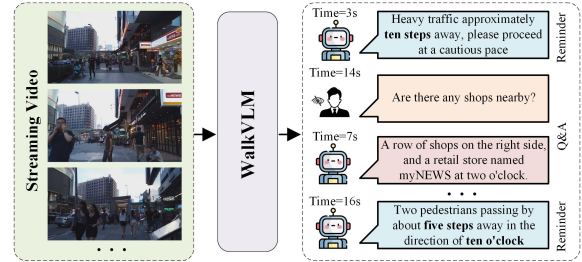 Streaming Video
WalkVLM
Time=3s
Heavy traffic approximately
ten steps away, please proceed
at a cautious pace
Reminder
Time=14s
Are there any shops nearby?
Q&A
Time=7s
A row of shops on the right side,
and a retail store named
myNEWS at two o'clock.
Time=16s
Two pedestrians passing by
about five steps away in the
direction of ten o'clock
Reminder